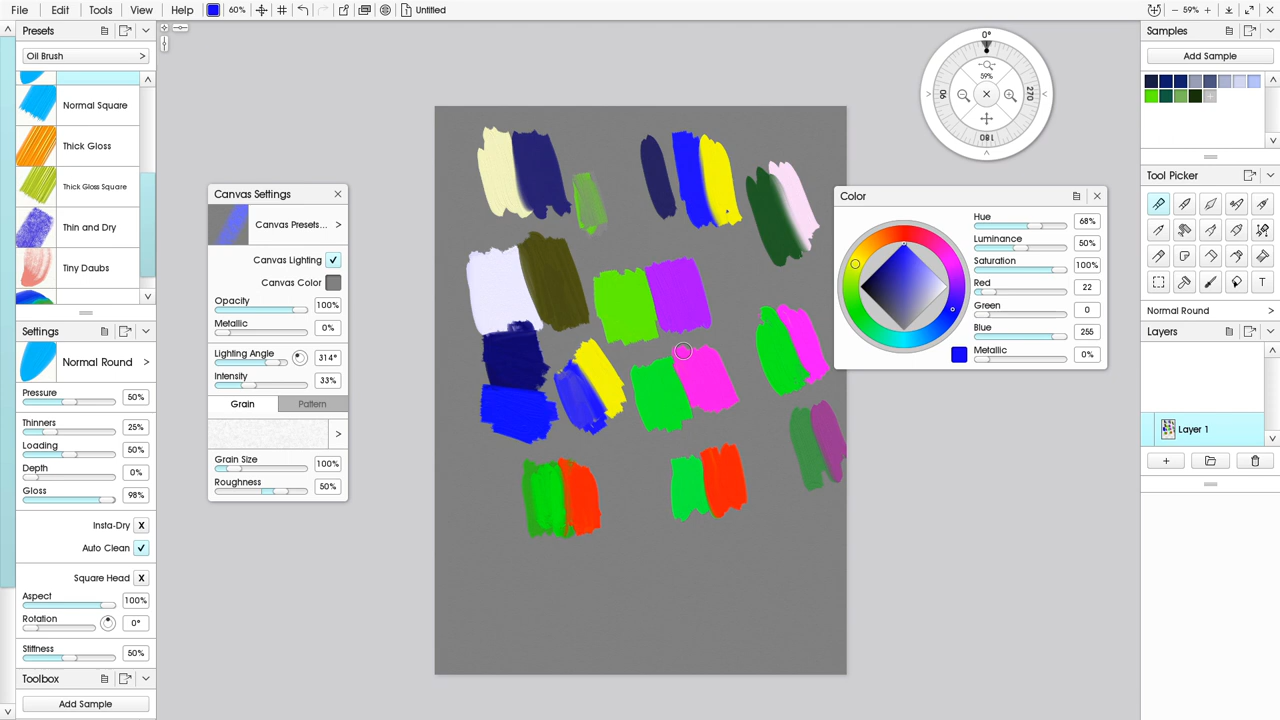 File Edit Tools View Help 60% Untitled 59%
Presets
Oil Brush >
Normal Square
Thick Gloss
Thick Gloss Square
Thin and Dry
Tiny Daubs
Settings
Normal Round >
Pressure 50%
Thinners 25%
Loading 50%
Depth 0%
Gloss 98%
Insta-Dry X
Auto Clean
Square Head X
Aspect 100%
Rotation 0°
Stiffness 50%
Toolbox
Add Sample
Canvas Settings
Canvas Presets... >
Canvas Lighting
Canvas Color
Opacity 100%
Metallic 0%
Lighting Angle 314°
Intensity 33%
Grain Pattern
>
Grain Size 100%
Roughness 50%
0°
59%
90 270
180
Color
Hue 68%
Luminance 50%
Saturation 100%
Red 22
Green 0
Blue 255
Metallic 0%
Samples
Add Sample
Tool Picker
T
Normal Round >
Layers
Layer 1